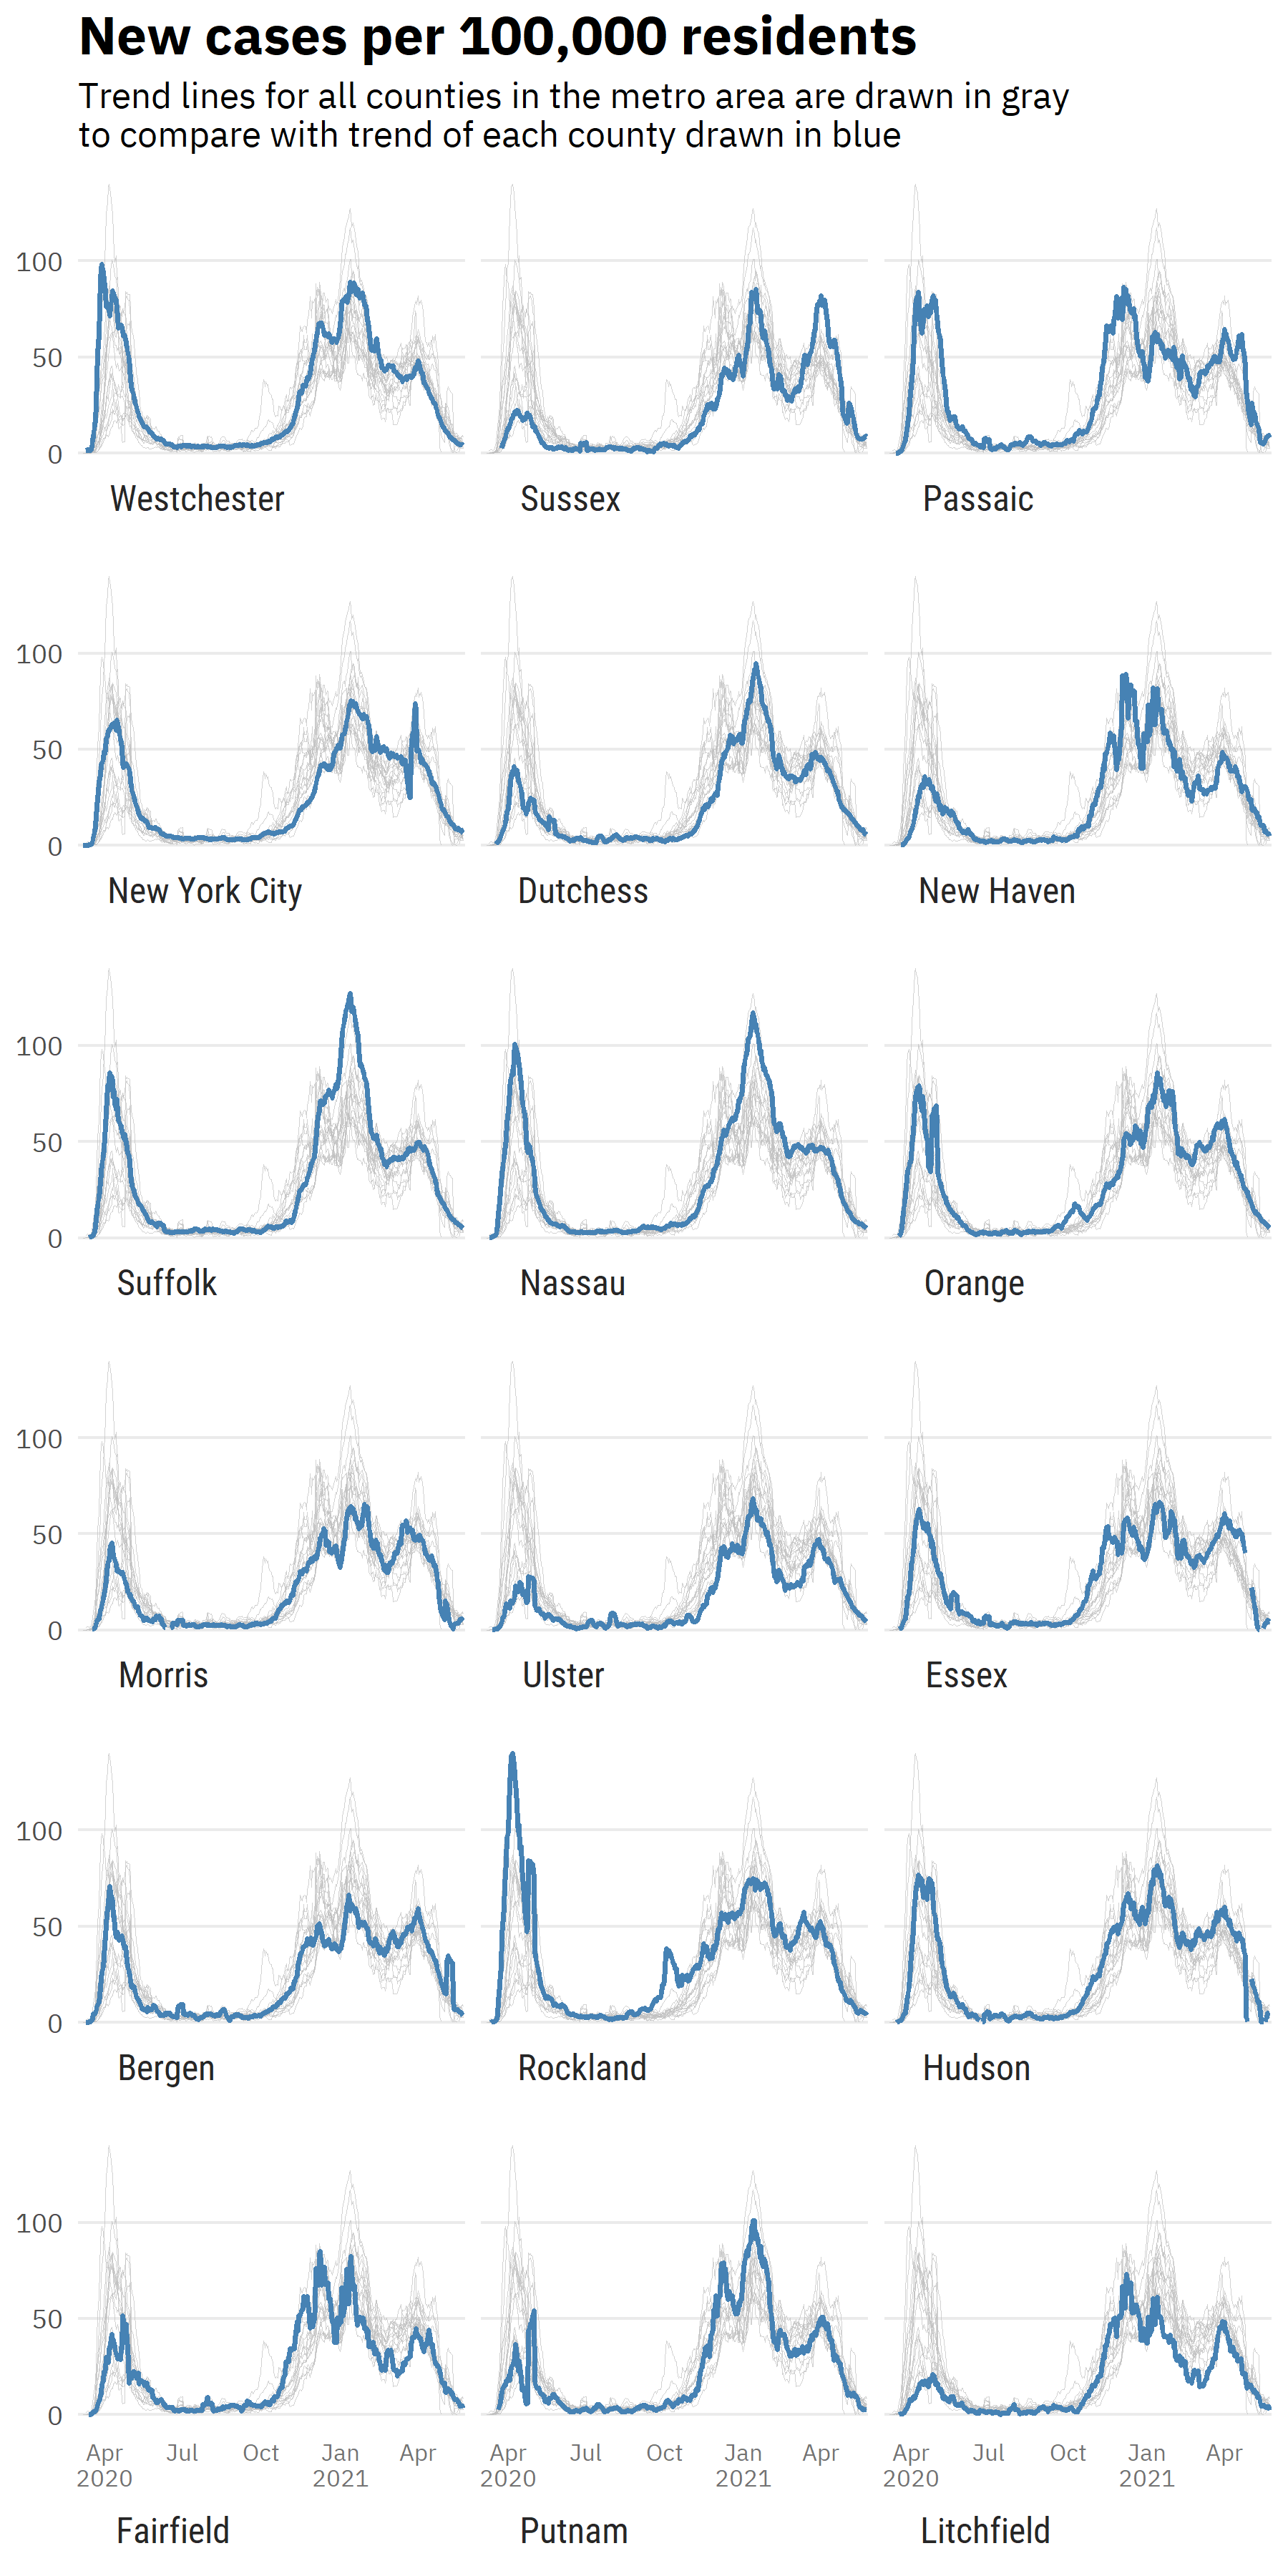 New cases per 100,000 residents
Trend lines for all counties in the metro area are drawn in gray
to compare with trend of each county drawn in blue
100
50
0
Westchester Sussex Passaic
100
50
0
New York City Dutchess New Haven
100
50
0
Suffolk Nassau Orange
100
50
0
Morris Ulster Essex
100
50
0
Bergen Rockland Hudson
100
50
0
Apr Jul Oct Jan Apr Apr Jul Oct Jan Apr Apr Jul Oct Jan Apr
2020 2021 2020 2021 2020 2021
Fairfield Putnam Litchfield